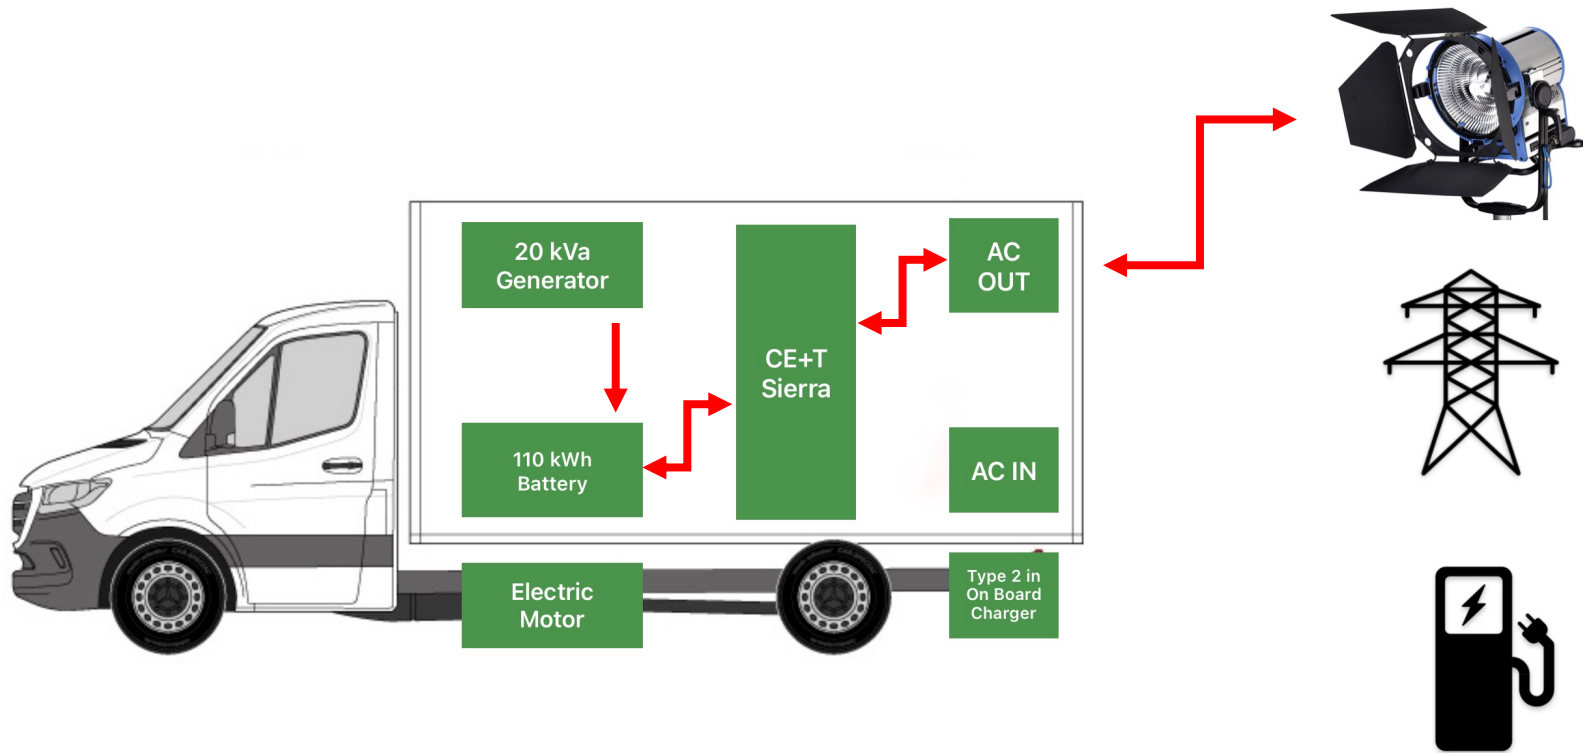 20 kVa
Generator
AC
OUT
CE+T
Sierra
110 kWh
Battery
AC IN
Electric
Motor
Type 2 in
On Board
Charger